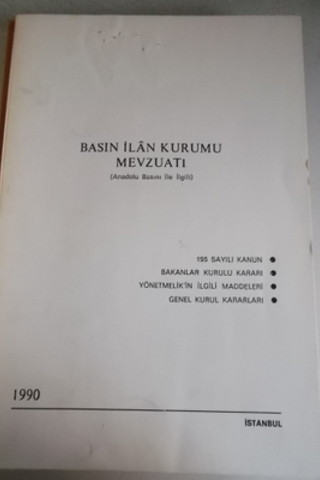 BASIN İLÂN KURUMU
MEVZUATI
(Anadolu Basını İle İlgili)
195 SAYILI KANUN ●
BAKANLAR KURULU KARARI ●
YÖNETMELİK'İN İLGİLİ MADDELERİ ●
GENEL KURUL KARARLARI ●
1990
İSTANBUL